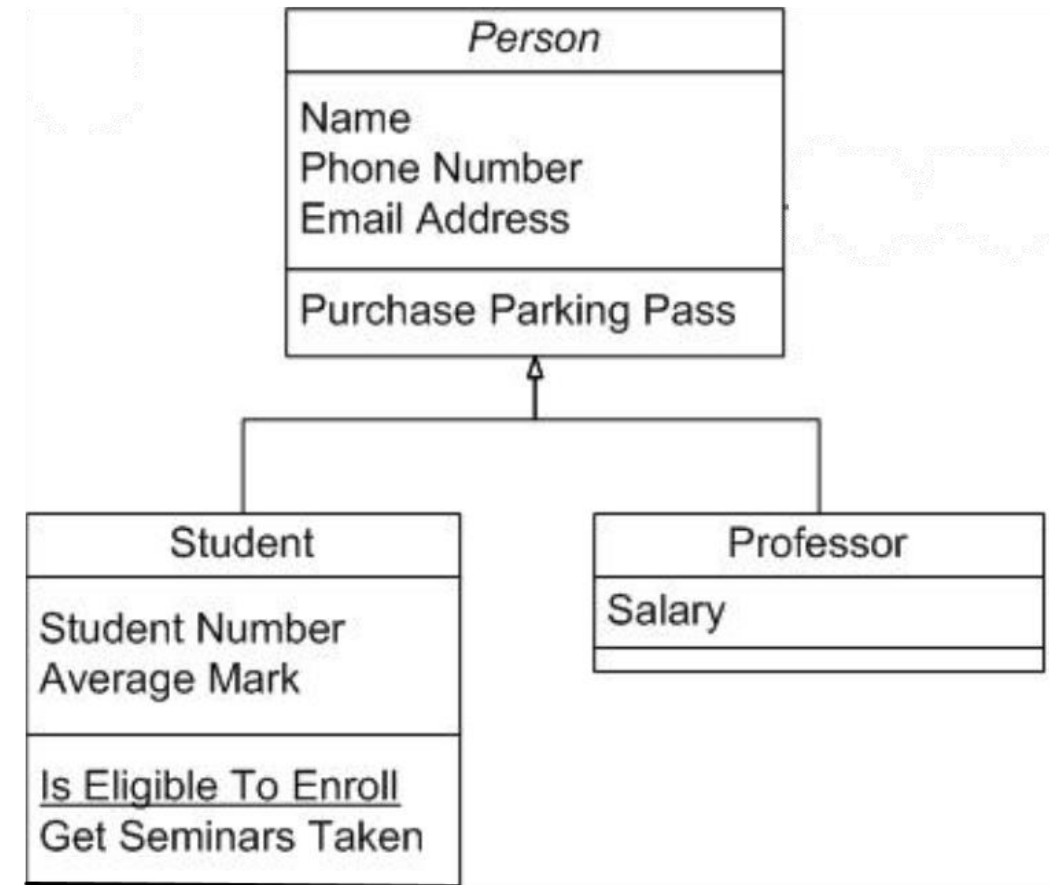 Person
Name
Phone Number
Email Address
Purchase Parking Pass
Student
Student Number
Average Mark
Is Eligible To Enroll
Get Seminars Taken
Professor
Salary